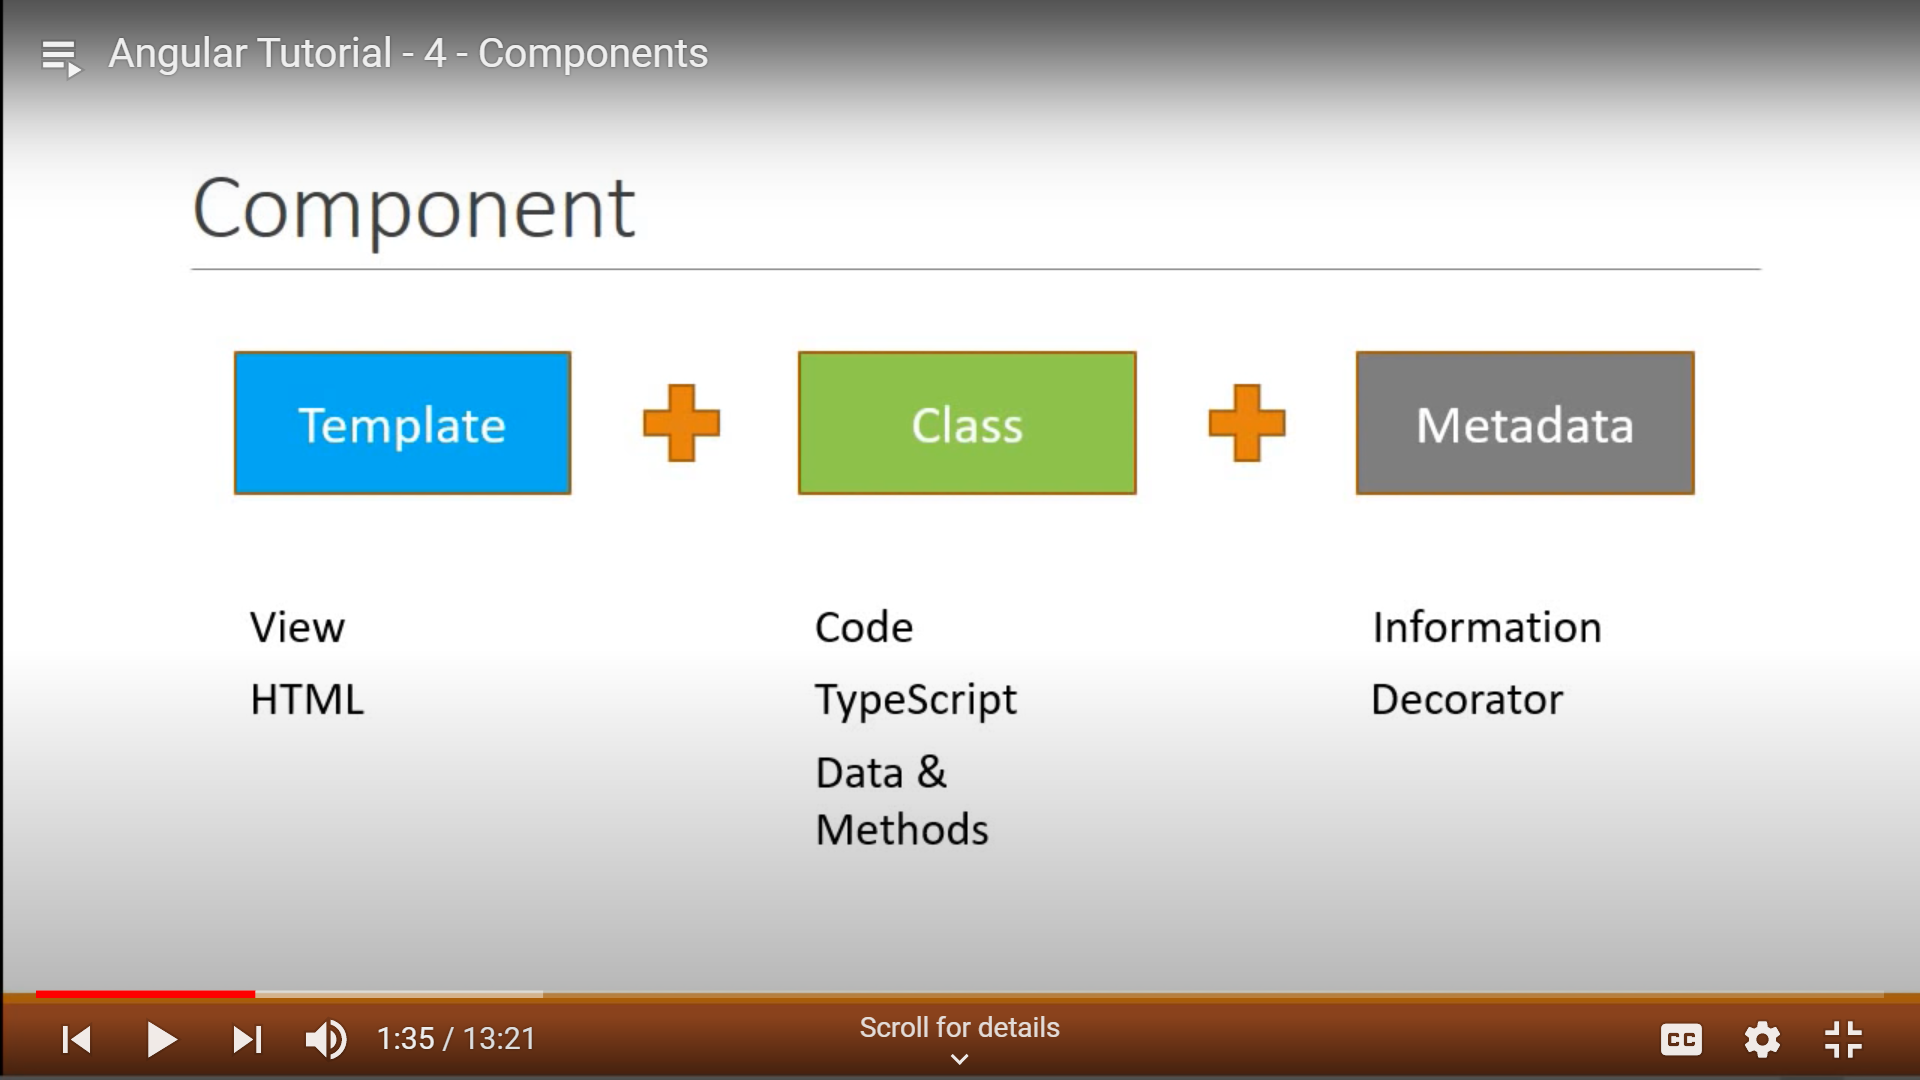 Angular Tutorial - 4 - Components
Component
Template
Class
Metadata
View
HTML
Code
TypeScript
Data &
Methods
Information
Decorator
1:35 / 13:21
Scroll for details
CC